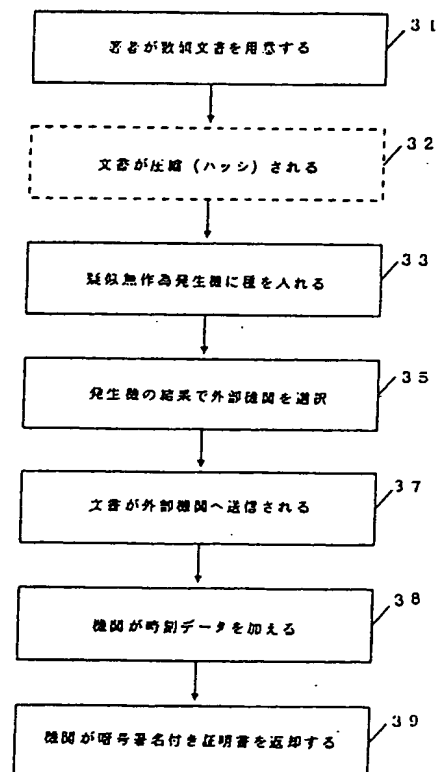 31
著者が数値文書を用意する
32
文書が圧縮（ハッシ）される
33
疑似無作為発生機に種を入れる
35
発生機の結果で外部機関を選択
37
文書が外部機関へ送信される
38
機関が時刻データを加える
39
機関が暗号署名付き証明書を返却する